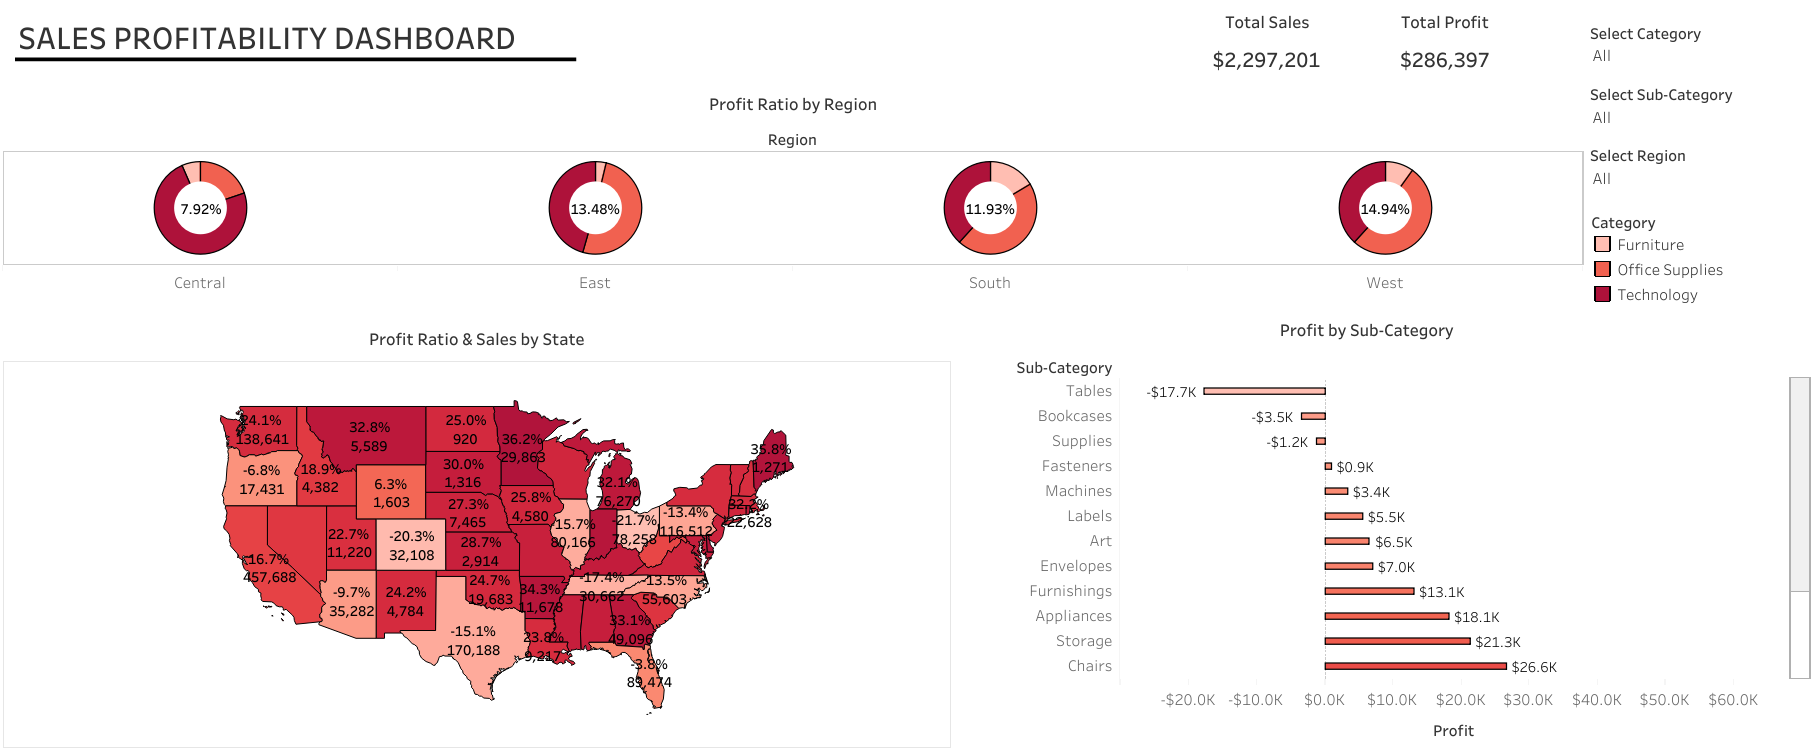 SALES PROFITABILITY DASHBOARD
Total Sales
$2,297,201
Total Profit
$286,397
Select Category
All
Select Sub-Category
All
Select Region
All
Category
Furniture
Office Supplies
Technology
Profit Ratio by Region
Region
7.92%
13.48%
11.93%
14.94%
Central
East
South
West
Profit Ratio & Sales by State
24.1%
138,641
32.8%
5,589
25.0%
920
36.2%
29,863
35.8%
1,271
-6.8%
17,431
18.9%
4,382
6.3%
1,603
30.0%
1,316
32.1%
76,270
27.3%
7,465
25.8%
4,580
-13.4%
116,512
32.2%
22.7%
11,220
-20.3%
32,108
28.7%
2,914
15.7%
80,166
-21.7%
78,258
22,628
16.7%
457,688
-9.7%
35,282
24.2%
4,784
24.7%
19,683
34.3%
11,678
-17.4%
30,662
-13.5%
55,603
-15.1%
170,188
23.8%
9,217
33.1%
49,096
-3.8%
89,474
Profit by Sub-Category
Sub-Category
Tables -$17.7K
Bookcases -$3.5K
Supplies -$1.2K
Fasteners $0.9K
Machines $3.4K
Labels $5.5K
Art $6.5K
Envelopes $7.0K
Furnishings $13.1K
Appliances $18.1K
Storage $21.3K
Chairs $26.6K
-$20.0K -$10.0K $0.0K $10.0K $20.0K $30.0K $40.0K $50.0K $60.0K
Profit